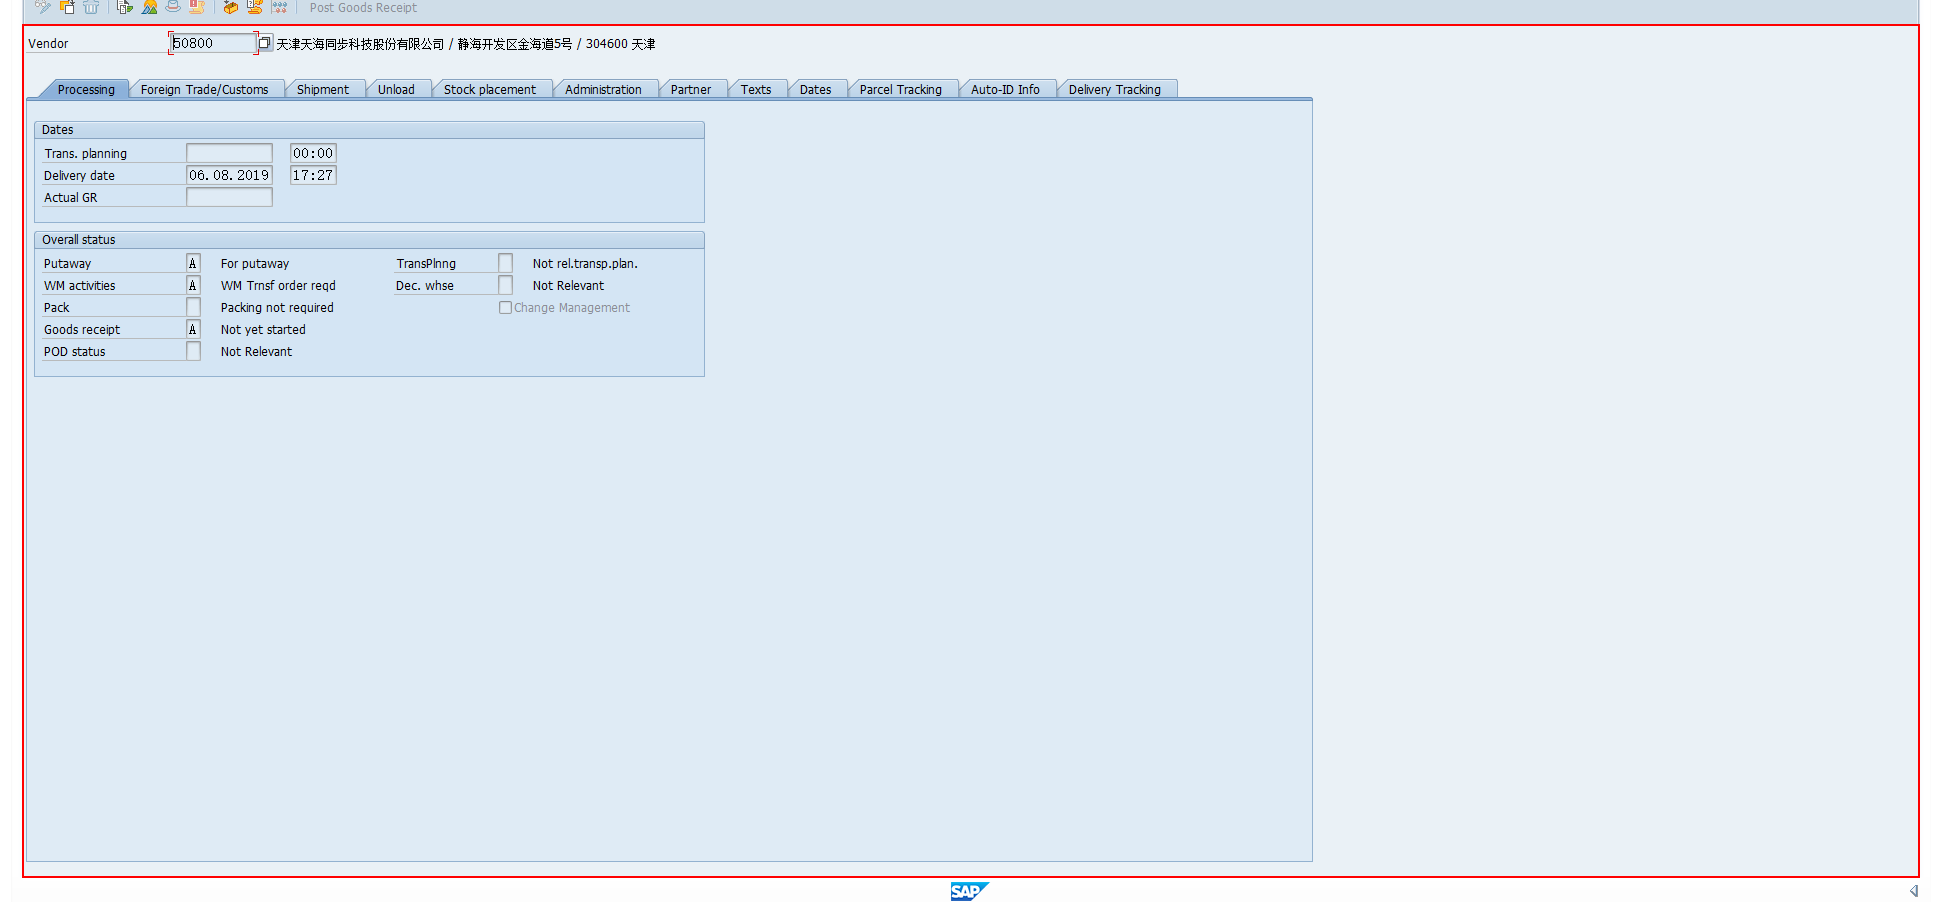 Post Goods Receipt
Vendor 50800 天津天海同步科技股份有限公司 / 静海开发区金海道5号 / 304600 天津
Processing Foreign Trade/Customs Shipment Unload Stock placement Administration Partner Texts Dates Parcel Tracking Auto-ID Info Delivery Tracking
Dates
Trans. planning 00:00
Delivery date 06.08.2019 17:27
Actual GR
Overall status
Putaway A For putaway TransPlnng Not rel.transp.plan.
WM activities A WM Trnsf order reqd Dec. whse Not Relevant
Pack Packing not required Change Management
Goods receipt A Not yet started
POD status Not Relevant
SAP